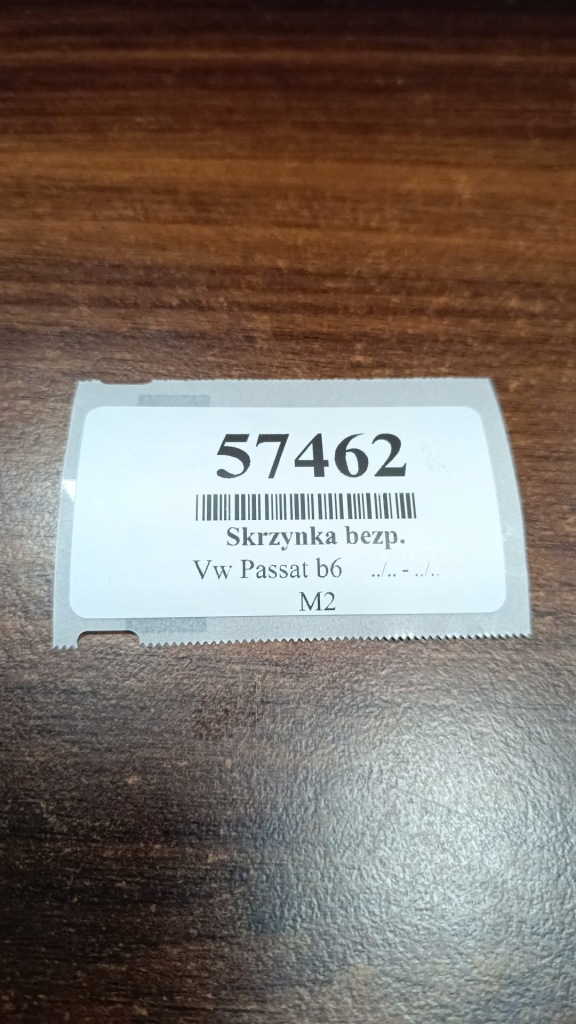 57462
Skrzynka bezp.
Vw Passat b6 ../.. - ../..
M2